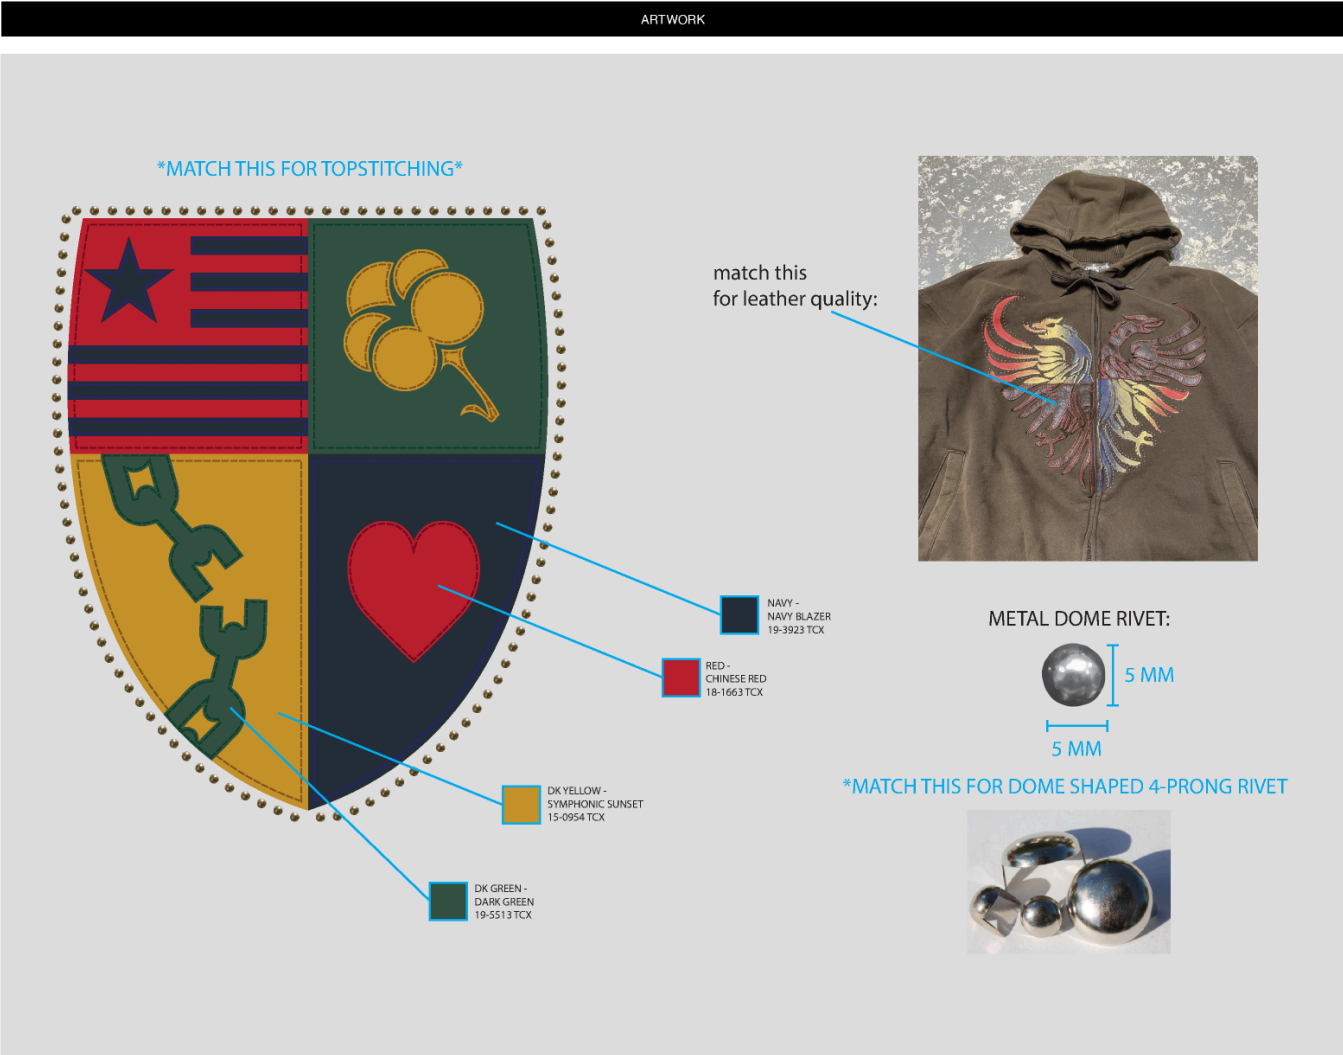 ARTWORK
*MATCH THIS FOR TOPSTITCHING*
match this
for leather quality:
NAVY -
NAVY BLAZER
19-3923 TCX
RED -
CHINESE RED
18-1663 TCX
DK YELLOW -
SYMPHONIC SUNSET
15-0954 TCX
DK GREEN -
DARK GREEN
19-5513 TCX
METAL DOME RIVET:
5 MM
5 MM
*MATCH THIS FOR DOME SHAPED 4-PRONG RIVET